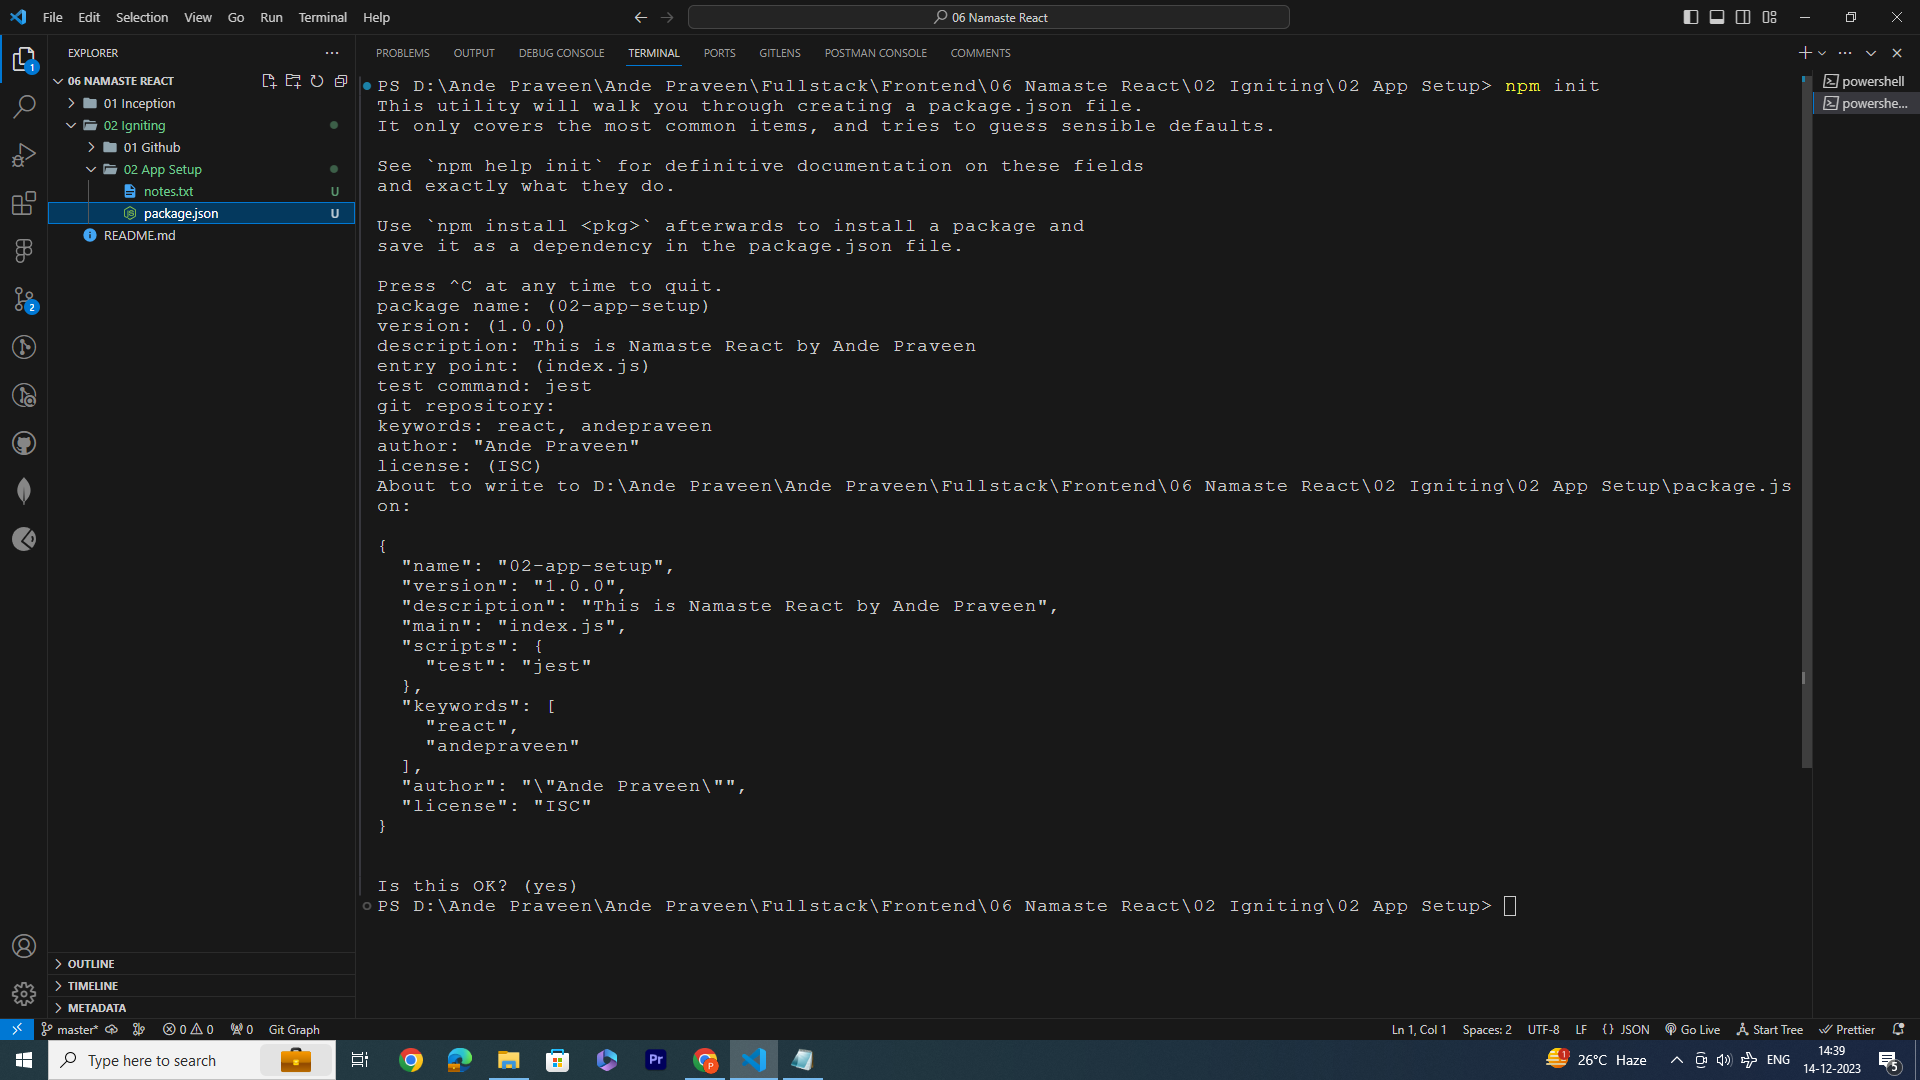 File Edit Selection View Go Run Terminal Help
06 Namaste React
EXPLORER
06 NAMASTE REACT
01 Inception
02 Igniting
01 Github
02 App Setup
notes.txt U
package.json U
README.md
OUTLINE
TIMELINE
METADATA
PROBLEMS OUTPUT DEBUG CONSOLE TERMINAL PORTS GITLENS POSTMAN CONSOLE COMMENTS
powershell
powershe...
PS D:\Ande Praveen\Ande Praveen\Fullstack\Frontend\06 Namaste React\02 Igniting\02 App Setup> npm init
This utility will walk you through creating a package.json file.
It only covers the most common items, and tries to guess sensible defaults.
See `npm help init` for definitive documentation on these fields
and exactly what they do.
Use `npm install <pkg>` afterwards to install a package and
save it as a dependency in the package.json file.
Press ^C at any time to quit.
package name: (02-app-setup)
version: (1.0.0)
description: This is Namaste React by Ande Praveen
entry point: (index.js)
test command: jest
git repository:
keywords: react, andepraveen
author: "Ande Praveen"
license: (ISC)
About to write to D:\Ande Praveen\Ande Praveen\Fullstack\Frontend\06 Namaste React\02 Igniting\02 App Setup\package.js
on:
{
"name": "02-app-setup",
"version": "1.0.0",
"description": "This is Namaste React by Ande Praveen",
"main": "index.js",
"scripts": {
"test": "jest"
},
"keywords": [
"react",
"andepraveen"
],
"author": "\"Ande Praveen\"",
"license": "ISC"
}
Is this OK? (yes)
PS D:\Ande Praveen\Ande Praveen\Fullstack\Frontend\06 Namaste React\02 Igniting\02 App Setup>
1
2
master* 0 0 0 Git Graph
Ln 1, Col 1 Spaces: 2 UTF-8 LF {} JSON Go Live Start Tree Prettier
Type here to search
Pr
P
1
26°C Haze
ENG
14:39
14-12-2023
5